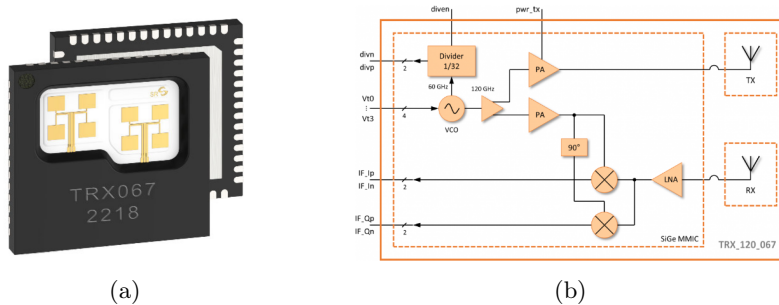 TRX067
2218
(a)
diven
pwr_tx
divn
divp
2
Divider
1/32
60 GHz
120 GHz
PA
TX
Vt0
Vt3
4
VCO
PA
90°
IF_Ip
IF_In
2
LNA
RX
IF_Qp
IF_Qn
2
SiGe MMIC
TRX_120_067
(b)